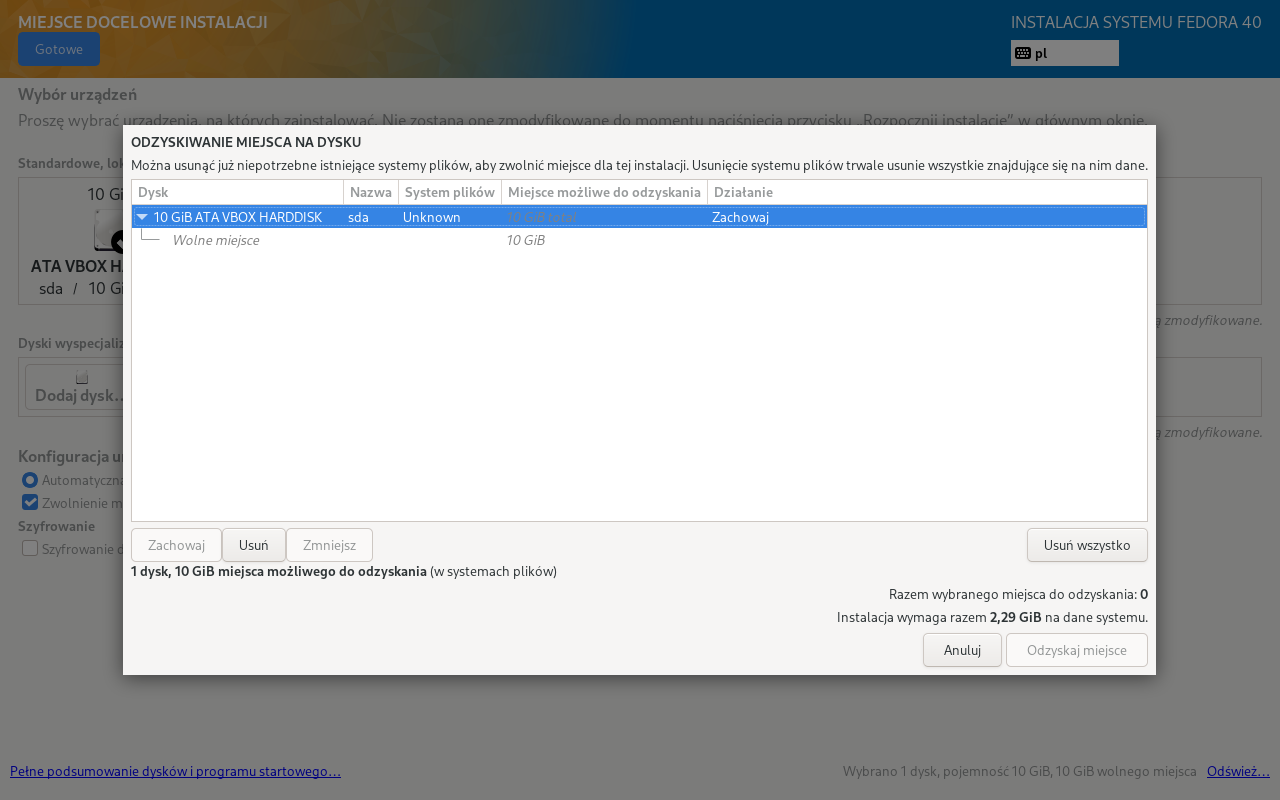 MIEJSCE DOCELOWE INSTALACJI
INSTALACJA SYSTEMU FEDORA 40
Gotowe
pl
Wybór urządzeń
Proszę wybrać urządzenia, na których zainstalować. Nie zostaną one zmodyfikowane do momentu naciśnięcia przycisku „Rozpocznij instalację” w głównym oknie.
ODZYSKIWANIE MIEJSCA NA DYSKU
Można usunąć już niepotrzebne istniejące systemy plików, aby zwolnić miejsce dla tej instalacji. Usunięcie systemu plików trwale usunie wszystkie znajdujące się na nim dane.
Standardowe, lok
Dysk Nazwa System plików Miejsce możliwe do odzyskania Działanie
10 GiB ATA VBOX HARDDISK sda Unknown 10 GiB total Zachowaj
Wolne miejsce 10 GiB
10 Gi
ATA VBOX H
sda / 10 Gi
ą zmodyfikowane.
Dyski wyspecjaliz
Dodaj dysk…
ą zmodyfikowane.
Konfiguracja u
Automatyczna
Zwolnienie m
Szyfrowanie
Szyfrowanie d
Zachowaj Usuń Zmniejsz Usuń wszystko
1 dysk, 10 GiB miejsca możliwego do odzyskania (w systemach plików)
Razem wybranego miejsca do odzyskania: 0
Instalacja wymaga razem 2,29 GiB na dane systemu.
Anuluj Odzyskaj miejsce
Pełne podsumowanie dysków i programu startowego…
Wybrano 1 dysk, pojemność 10 GiB, 10 GiB wolnego miejsca Odśwież…